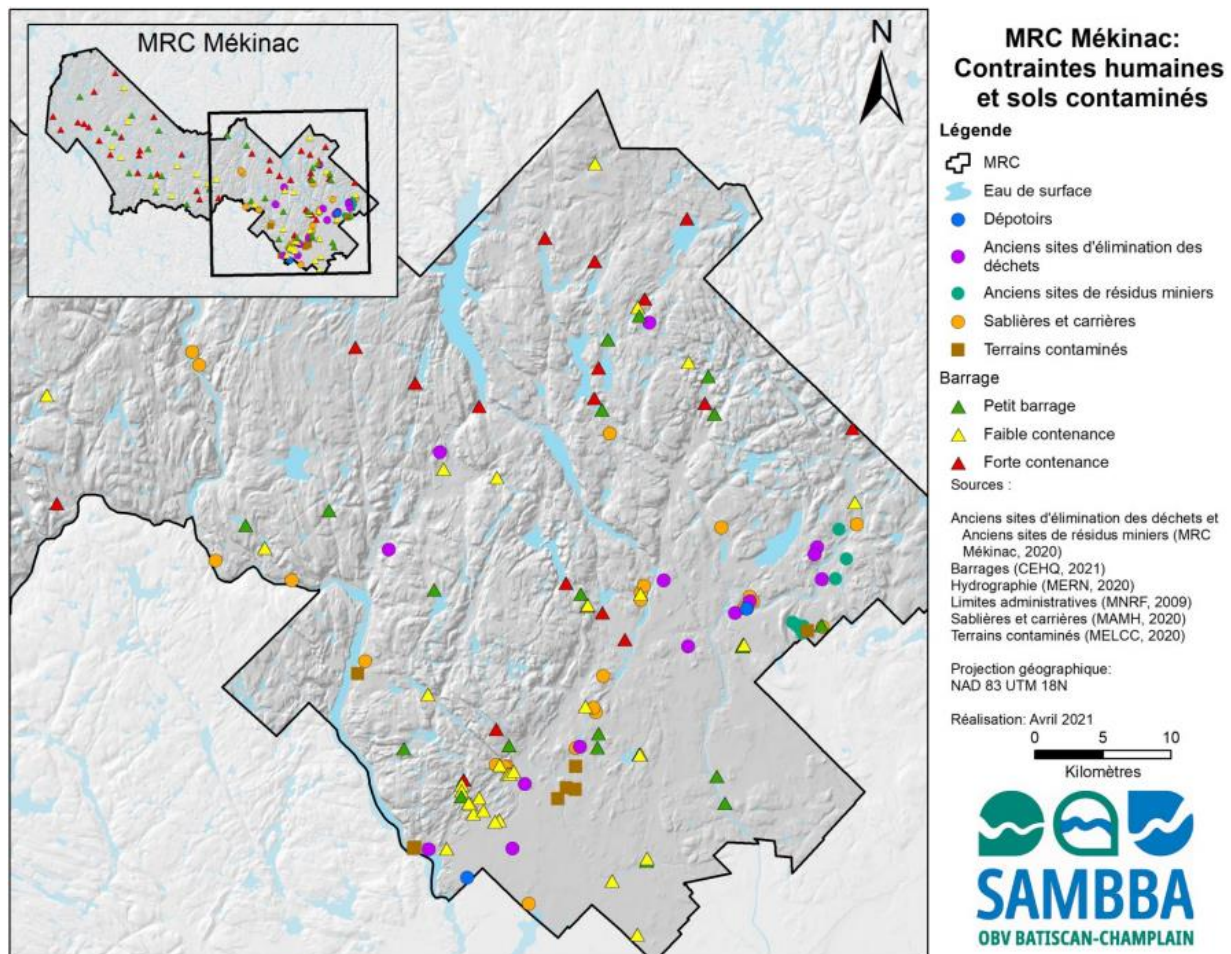 MRC Mékinac
N
MRC Mékinac:
Contraintes humaines
et sols contaminés
Légende
MRC
Eau de surface
Dépotoirs
Anciens sites d'élimination des
déchets
Anciens sites de résidus miniers
Sablières et carrières
Terrains contaminés
Barrage
Petit barrage
Faible contenance
Forte contenance
Sources :
Anciens sites d'élimination des déchets et
Anciens sites de résidus miniers (MRC
Mékinac, 2020)
Barrages (CEHQ, 2021)
Hydrographie (MERN, 2020)
Limites administratives (MNRF, 2009)
Sablières et carrières (MAMH, 2020)
Terrains contaminés (MELCC, 2020)
Projection géographique:
NAD 83 UTM 18N
Réalisation: Avril 2021
0 5 10
Kilomètres
SAMBBA
OBV BATISCAN-CHAMPLAIN